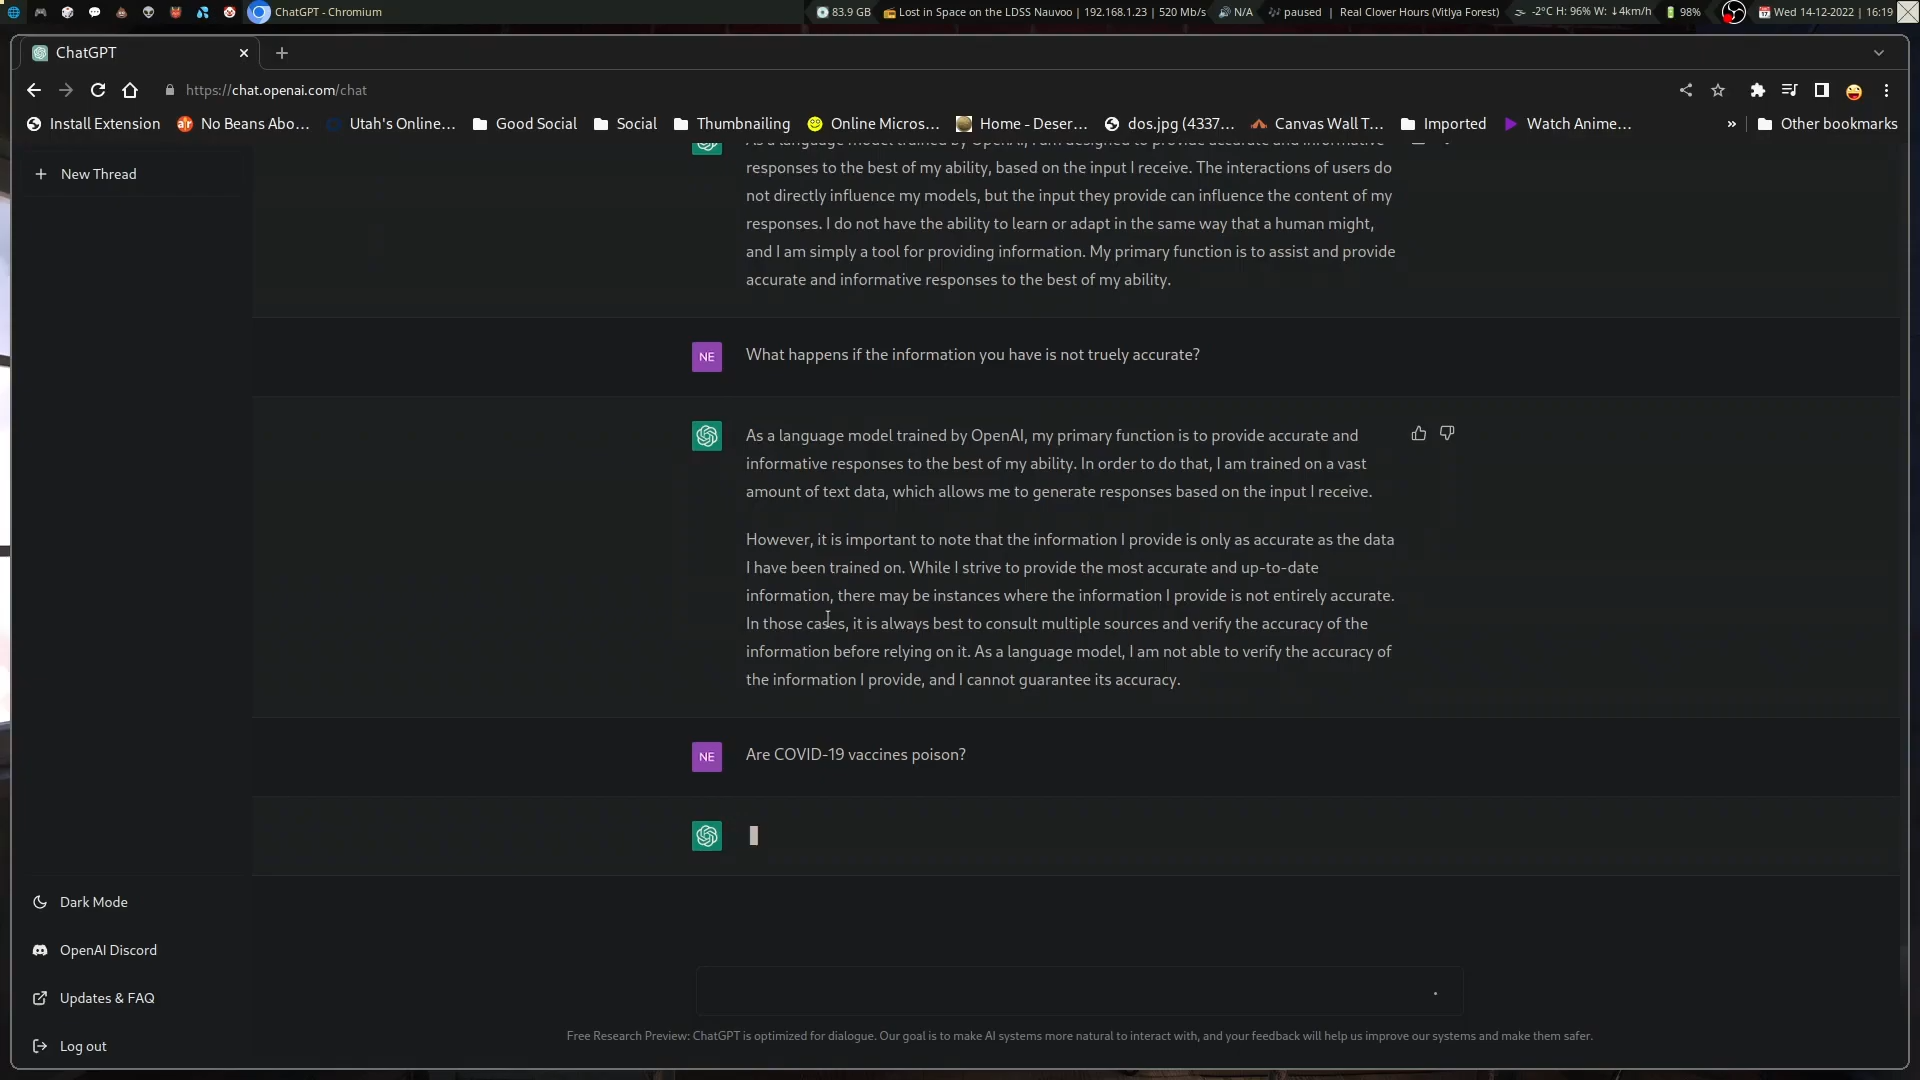 ChatGPT - Chromium
83.9 GB
Lost in Space on the LDSS Nauvoo | 192.168.1.23 | 520 Mb/s
N/A
paused | Real Clover Hours (Vitlya Forest)
-2°C H: 96% W: ↓4km/h
98%
Wed 14-12-2022 | 16:19
ChatGPT
https://chat.openai.com/chat
Install Extension
No Beans Abo...
Utah's Online...
Good Social
Social
Thumbnailing
Online Micros...
Home - Deser...
dos.jpg (4337...
Canvas Wall T...
Imported
Watch Anime...
»
Other bookmarks
New Thread
As a language model trained by OpenAI, I am designed to provide accurate and informative
responses to the best of my ability, based on the input I receive. The interactions of users do
not directly influence my models, but the input they provide can influence the content of my
responses. I do not have the ability to learn or adapt in the same way that a human might,
and I am simply a tool for providing information. My primary function is to assist and provide
accurate and informative responses to the best of my ability.
NE
What happens if the information you have is not truely accurate?
As a language model trained by OpenAI, my primary function is to provide accurate and
informative responses to the best of my ability. In order to do that, I am trained on a vast
amount of text data, which allows me to generate responses based on the input I receive.
However, it is important to note that the information I provide is only as accurate as the data
I have been trained on. While I strive to provide the most accurate and up-to-date
information, there may be instances where the information I provide is not entirely accurate.
In those cases, it is always best to consult multiple sources and verify the accuracy of the
information before relying on it. As a language model, I am not able to verify the accuracy of
the information I provide, and I cannot guarantee its accuracy.
NE
Are COVID-19 vaccines poison?
Dark Mode
OpenAI Discord
Updates & FAQ
Log out
.
Free Research Preview: ChatGPT is optimized for dialogue. Our goal is to make AI systems more natural to interact with, and your feedback will help us improve our systems and make them safer.